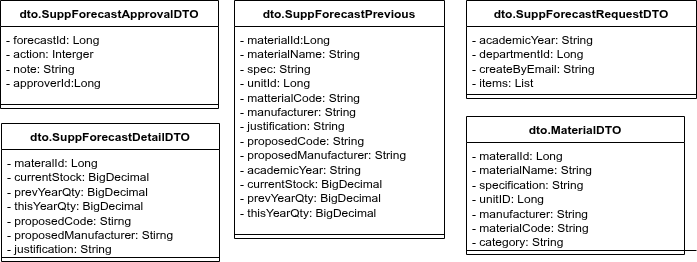 dto.SuppForecastApprovalDTO
- forecastId: Long
- action: Interger
- note: String
- approverId:Long
dto.SuppForecastDetailDTO
- materalId: Long
- currentStock: BigDecimal
- prevYearQty: BigDecimal
- thisYearQty: BigDecimal
- proposedCode: Stirng
- proposedManufacturer: Stirng
- justification: String
dto.SuppForecastPrevious
- materialId:Long
- materialName: String
- spec: String
- unitId: Long
- matterialCode: String
- manufacturer: String
- justification: String
- proposedCode: String
- proposedManufacturer: String
- academicYear: String
- currentStock: BigDecimal
- prevYearQty: BigDecimal
- thisYearQty: BigDecimal
dto.SuppForecastRequestDTO
- academicYear: String
- departmentId: Long
- createByEmail: String
- items: List
dto.MaterialDTO
- materalId: Long
- materialName: String
- specification: String
- unitID: Long
- manufacturer: String
- materialCode: String
- category: String